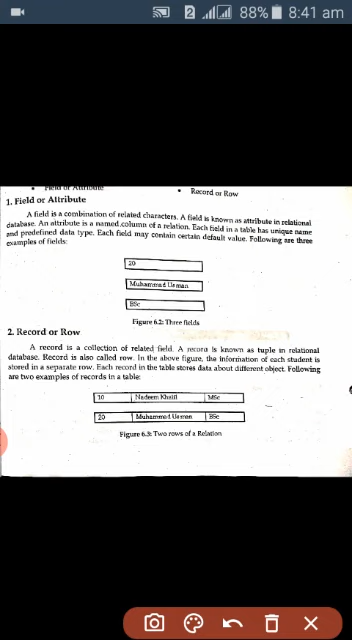 2 88% 8:41 am
• Field or Attribute
• Record or Row
1. Field or Attribute
A field is a combination of related characters. A field is known as attribute in relational
database. An attribute is a named column of a relation. Each field in a table has unique name
and predefined data type. Each field may contain certain default value. Following are three
examples of fields:
20
Muhammad Usman
BSc
Figure 6.2: Three fields
2. Record or Row
A record is a collection of related field. A record is known as tuple in relational
database. Record is also called row. In the above figure, the information of each student is
stored in a separate row. Each record in the table stores data about different object. Following
are two examples of records in a table:
10 Nadeem Khalil MSc
20 Muhammad Usman BSc
Figure 6.3: Two rows of a Relation